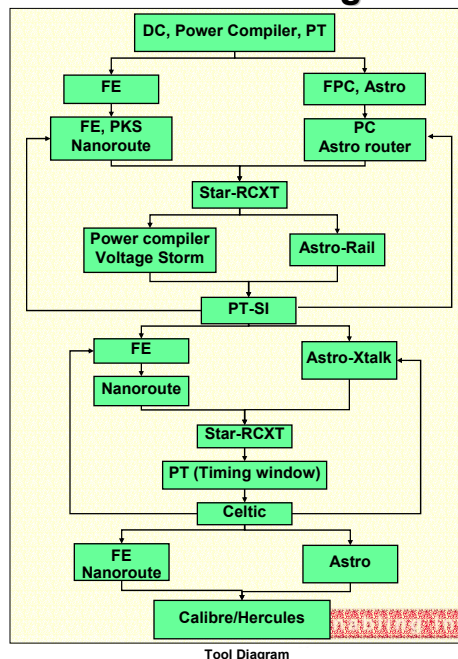 DC, Power Compiler, PT
FE
FPC, Astro
FE, PKS
Nanoroute
PC
Astro router
Star-RCXT
Power compiler
Voltage Storm
Astro-Rail
PT-SI
FE
Astro-Xtalk
Nanoroute
Star-RCXT
PT (Timing window)
Celtic
FE
Nanoroute
Astro
Calibre/Hercules
Tool Diagram